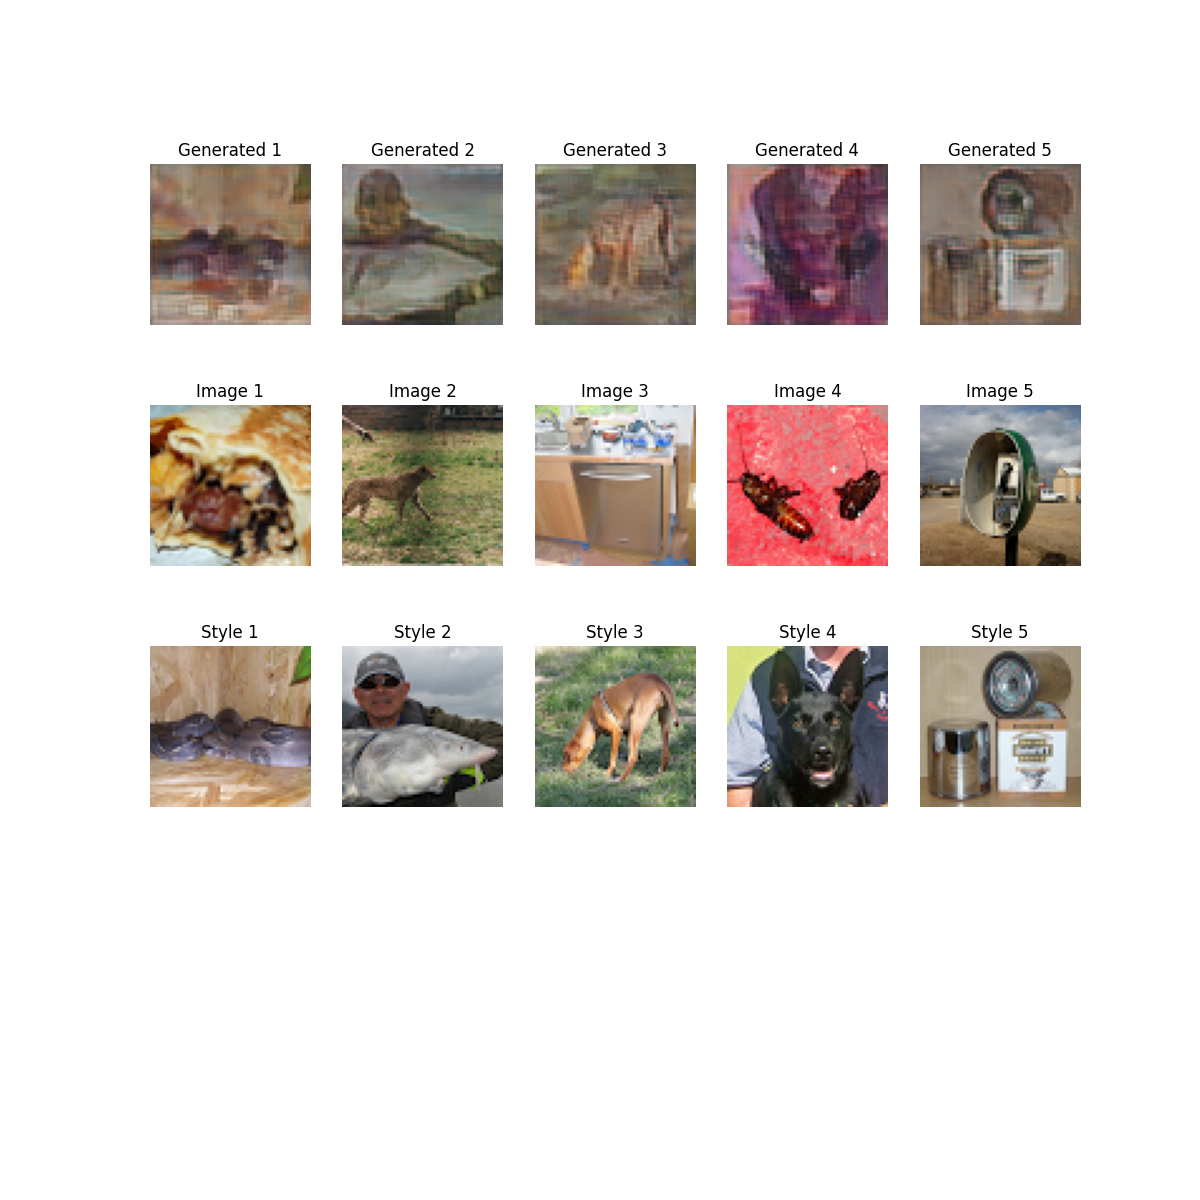 Generated 1
Generated 2
Generated 3
Generated 4
Generated 5
Image 1
Image 2
Image 3
Image 4
Image 5
Style 1
Style 2
Style 3
Style 4
Style 5